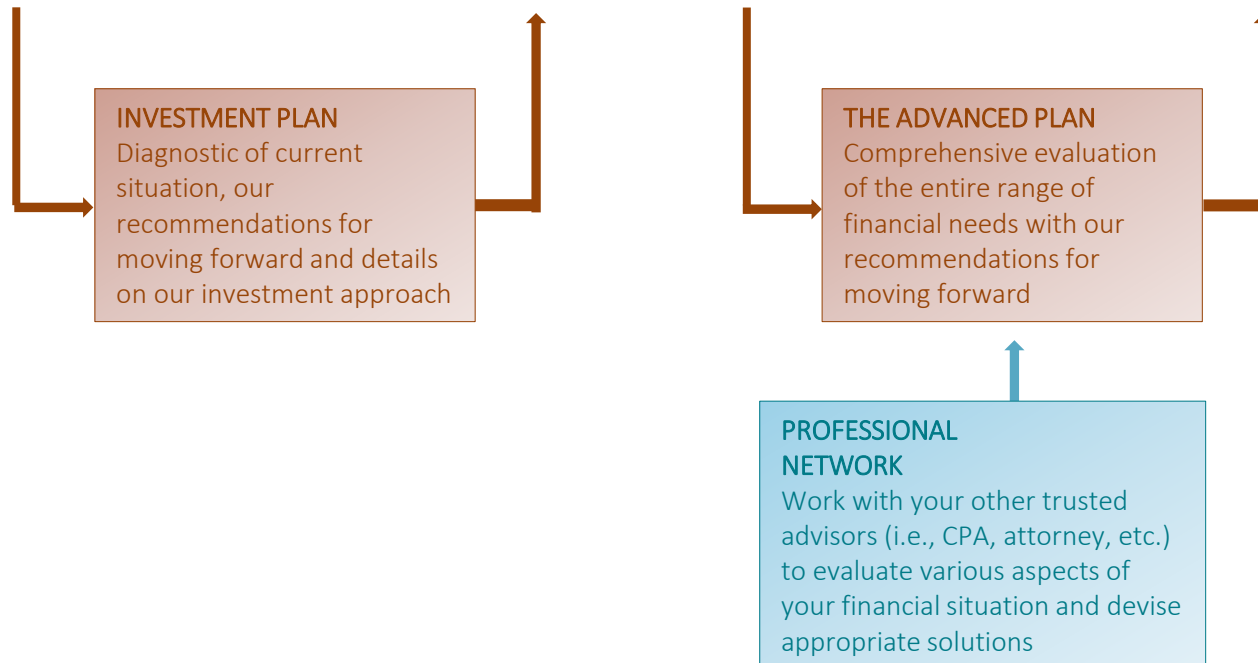 INVESTMENT PLAN
Diagnostic of current
situation, our
recommendations for
moving forward and details
on our investment approach
THE ADVANCED PLAN
Comprehensive evaluation
of the entire range of
financial needs with our
recommendations for
moving forward
PROFESSIONAL
NETWORK
Work with your other trusted
advisors (i.e., CPA, attorney, etc.)
to evaluate various aspects of
your financial situation and devise
appropriate solutions